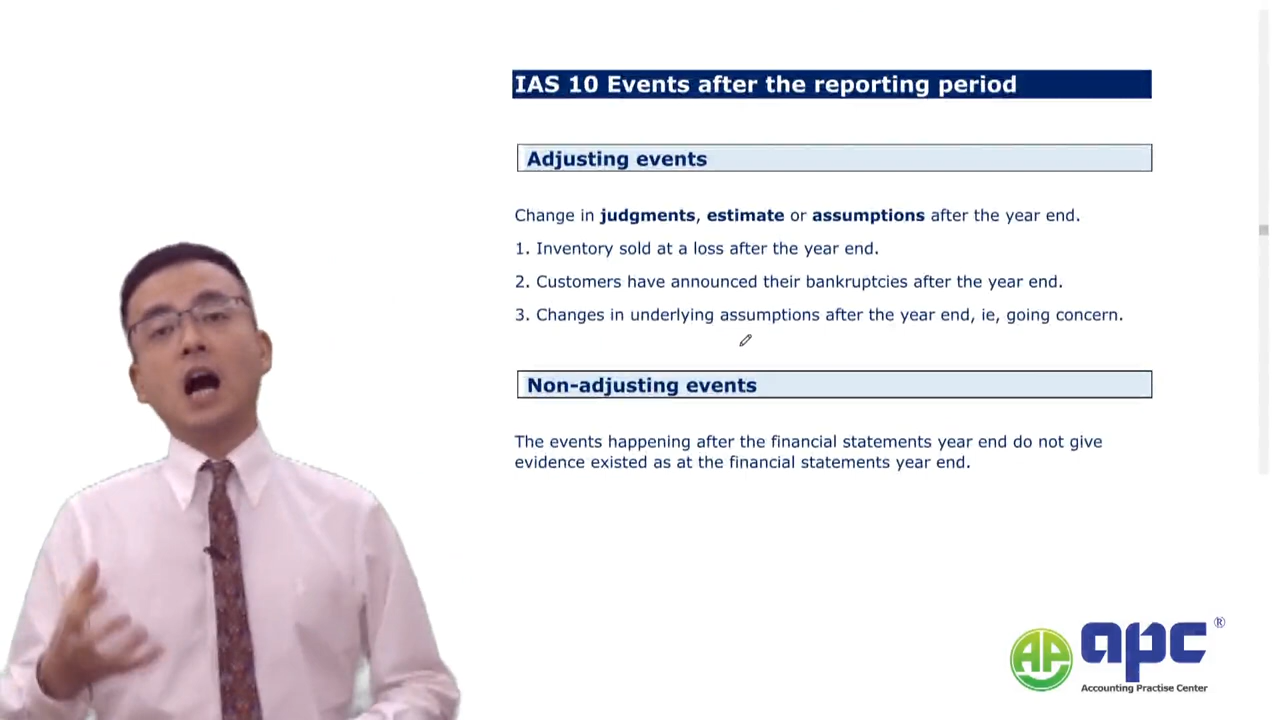 IAS 10 Events after the reporting period
Adjusting events
Change in judgments, estimate or assumptions after the year end.
1. Inventory sold at a loss after the year end.
2. Customers have announced their bankruptcies after the year end.
3. Changes in underlying assumptions after the year end, ie, going concern.
Non-adjusting events
The events happening after the financial statements year end do not give
evidence existed as at the financial statements year end.
AP apc ®
Accounting Practise Center